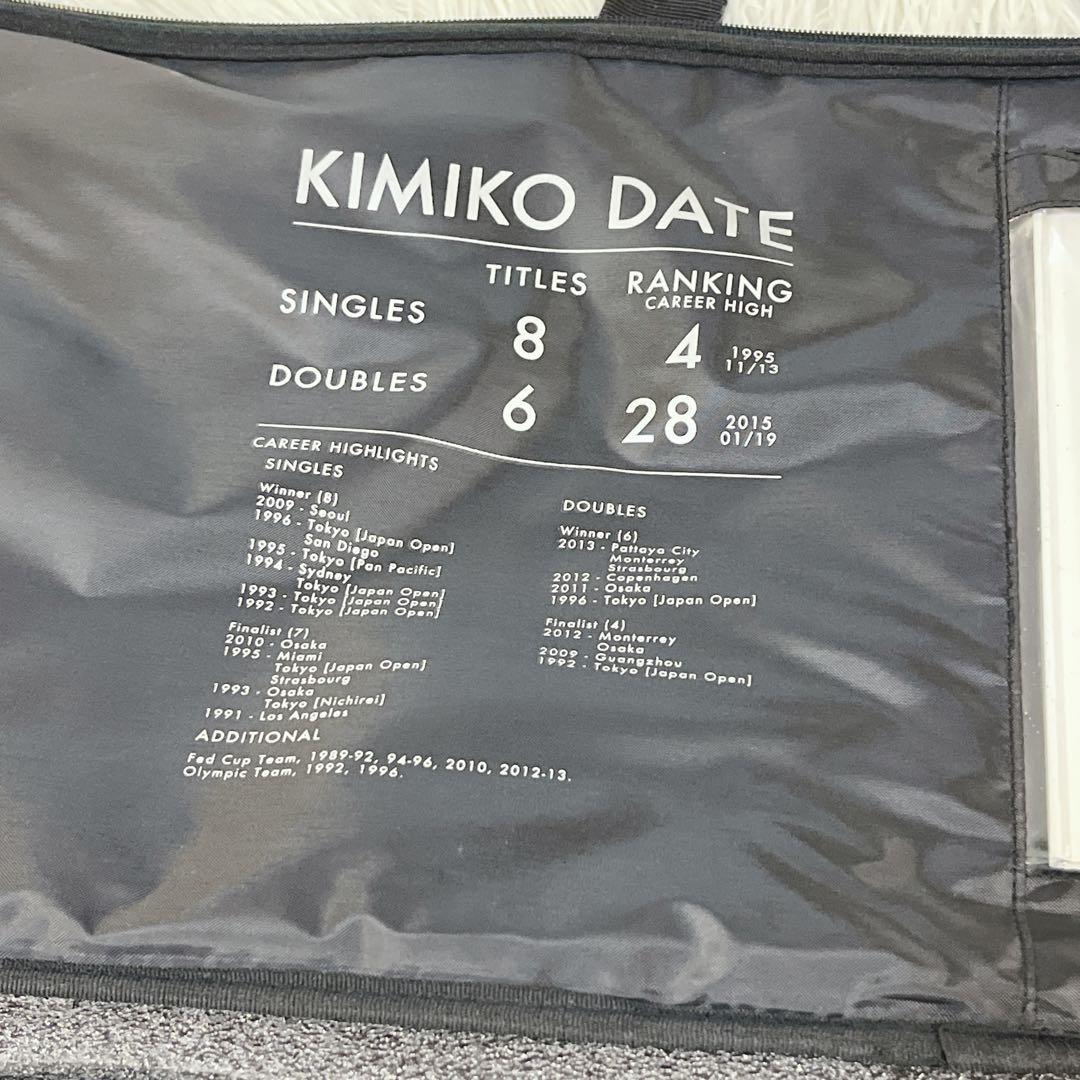 KIMIKO DATE
TITLES RANKING
CAREER HIGH
SINGLES 8 4 1995
11/13
DOUBLES 6 28 2015
01/19
CAREER HIGHLIGHTS
SINGLES
Winner (8)
2009 - Seoul
1996 - Tokyo [Japan Open]
San Diego
1995 - Tokyo [Pan Pacific]
1994 - Sydney
Tokyo [Japan Open]
1993 - Tokyo [Japan Open]
1992 - Tokyo [Japan Open]
Finalist (7)
2010 - Osaka
1995 - Miami
Tokyo [Japan Open]
Strasbourg
1993 - Osaka
Tokyo [Nichirei]
1991 - Los Angeles
DOUBLES
Winner (6)
2013 - Pattaya City
Monterrey
Strasbourg
2012 - Copenhagen
2011 - Osaka
1996 - Tokyo [Japan Open]
Finalist (4)
2012 - Monterrey
Osaka
2009 - Guangzhou
1992 - Tokyo [Japan Open]
ADDITIONAL
Fed Cup Team, 1989-92, 94-96, 2010, 2012-13.
Olympic Team, 1992, 1996.